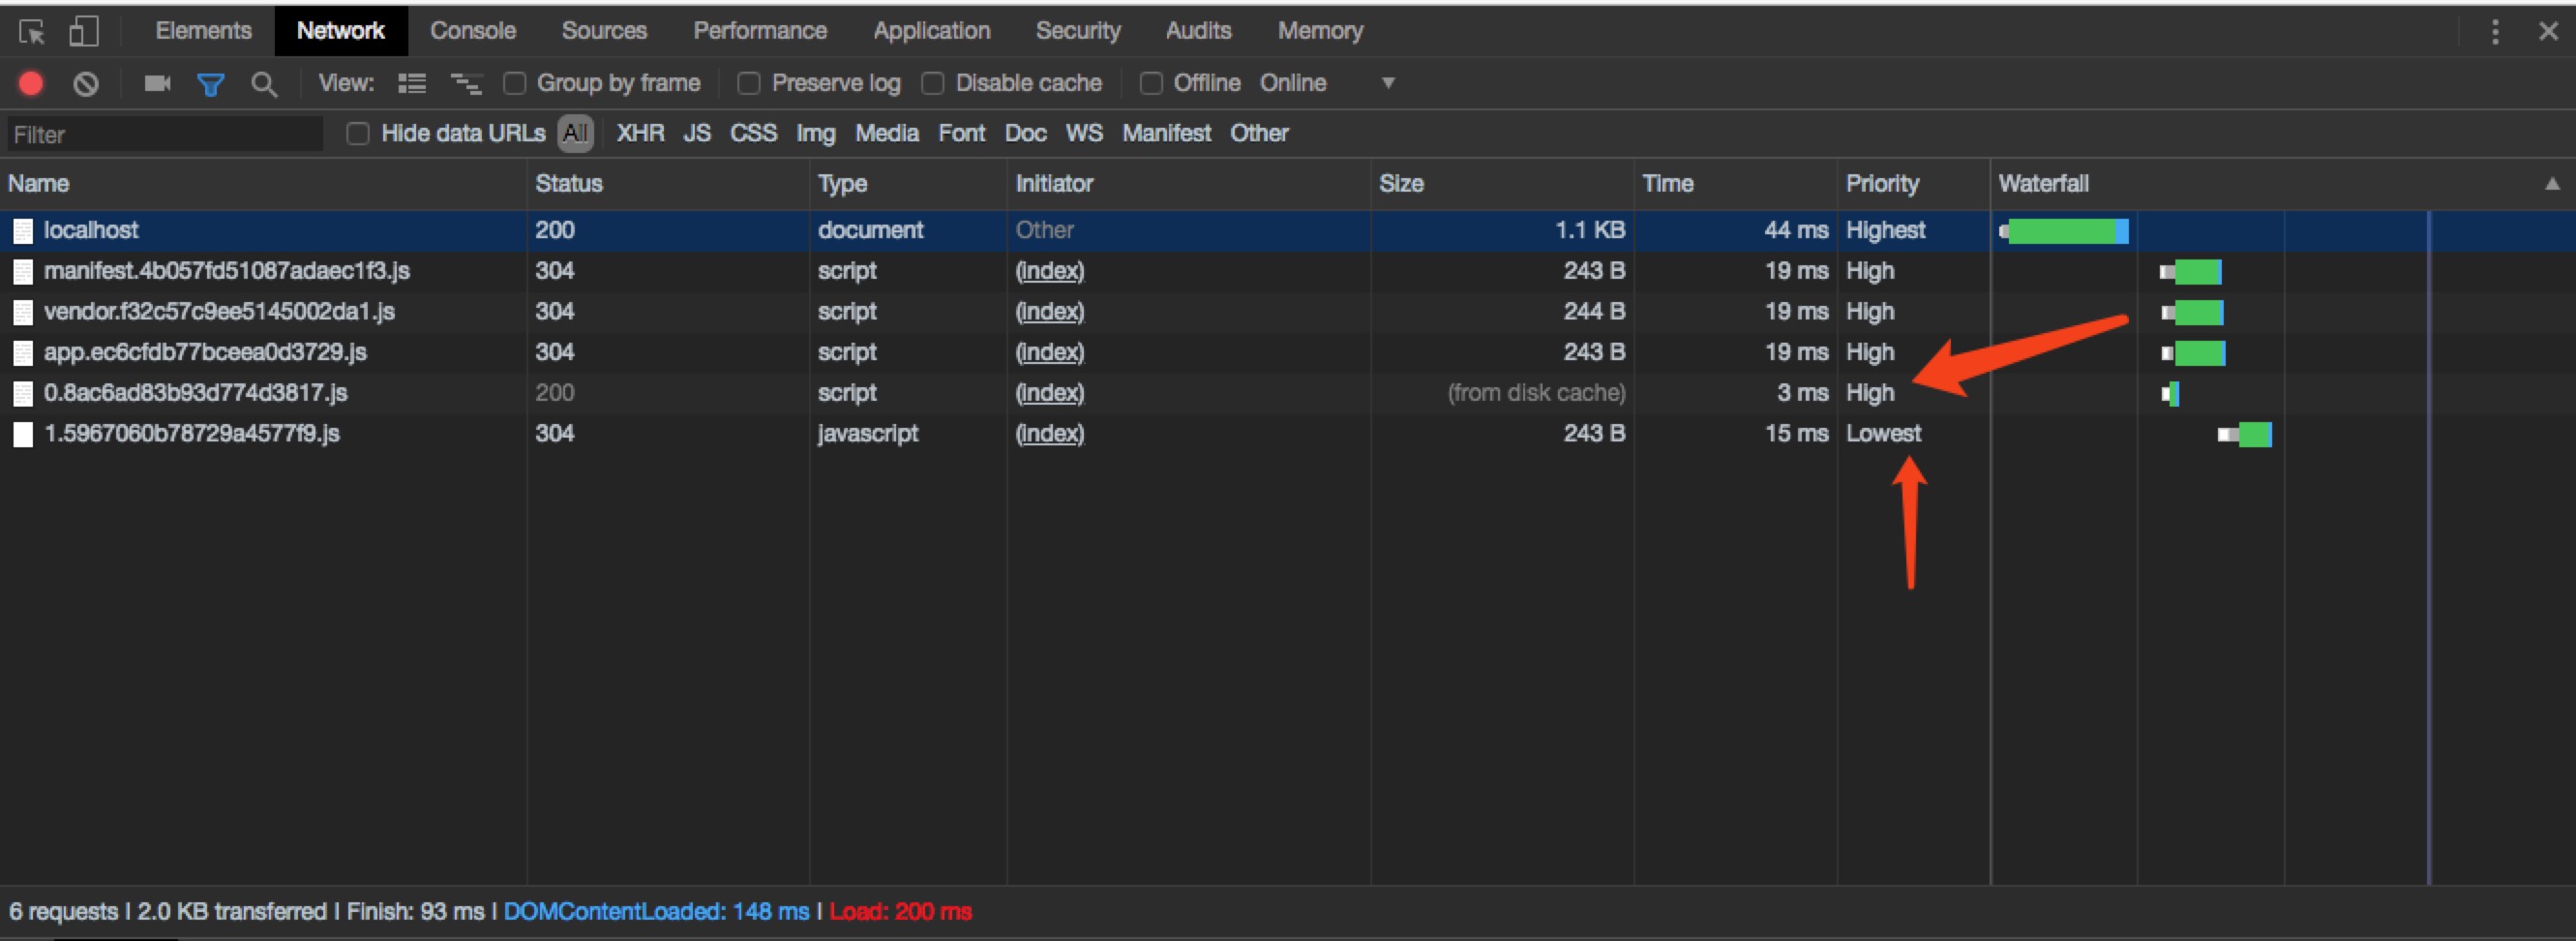 Elements Network Console Sources Performance Application Security Audits Memory
View: Group by frame Preserve log Disable cache Offline Online
Filter Hide data URLs All XHR JS CSS Img Media Font Doc WS Manifest Other
Name Status Type Initiator Size Time Priority Waterfall
localhost 200 document Other 1.1 KB 44 ms Highest
manifest.4b057fd51087adaec1f3.js 304 script (index) 243 B 19 ms High
vendor.f32c57c9ee5145002da1.js 304 script (index) 244 B 19 ms High
app.ec6cfdb77bceea0d3729.js 304 script (index) 243 B 19 ms High
0.8ac6ad83b93d774d3817.js 200 script (index) (from disk cache) 3 ms High
1.5967060b78729a4577f9.js 304 javascript (index) 243 B 15 ms Lowest
6 requests | 2.0 KB transferred | Finish: 93 ms | DOMContentLoaded: 148 ms | Load: 200 ms